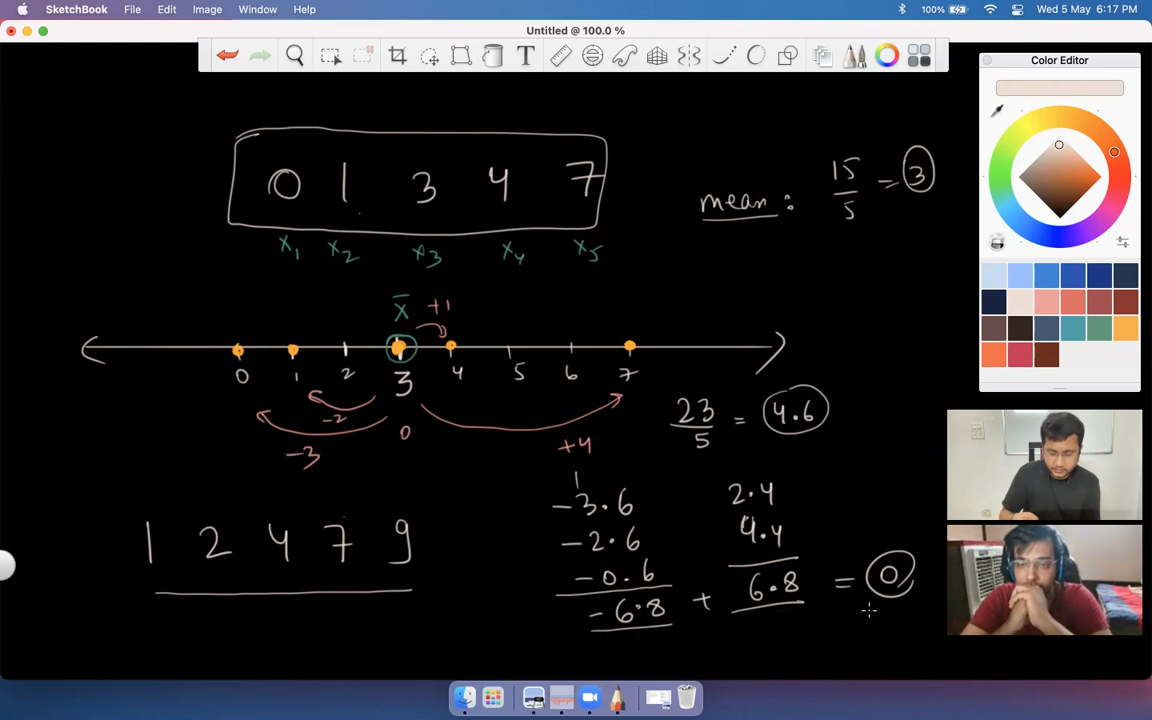 SketchBook File Edit Image Window Help
100% Wed 5 May 6:17 PM
Untitled @ 100.0 %
Color Editor
0 1 3 4 7
x1 x2 x3 x4 x5
mean : 15/5 = 3
x̄ +1
0 1 2 3 4 5 6 7
-2
-3 0 +4
23/5 = 4.6
1 2 4 7 9
-3.6 2.4
-2.6 4.4
-0.6
-6.8 + 6.8 = 0